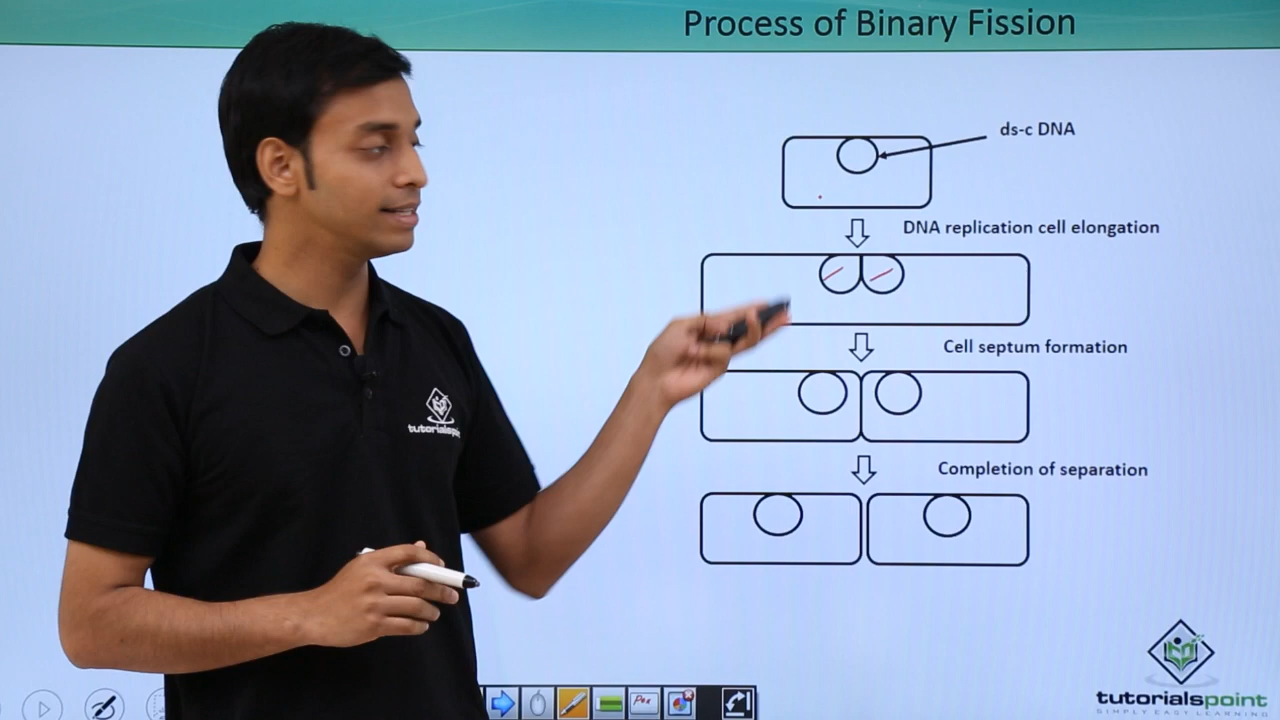 Process of Binary Fission
ds-c DNA
DNA replication cell elongation
Cell septum formation
Completion of separation
tutorialspoint
Pen
tutorialspoint
SIMPLY EASY LEARNING